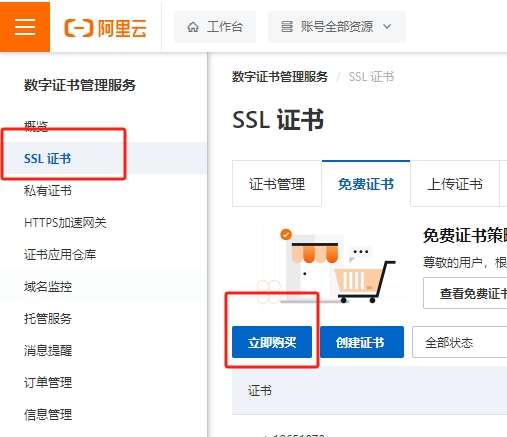 阿里云
工作台
账号全部资源
数字证书管理服务
概览
SSL 证书
私有证书
HTTPS加速网关
证书应用仓库
域名监控
托管服务
消息提醒
订单管理
信息管理
数字证书管理服务 / SSL 证书
SSL 证书
证书管理
免费证书
上传证书
免费证书策
尊敬的用户，根
查看免费证书
立即购买
创建证书
全部状态
证书